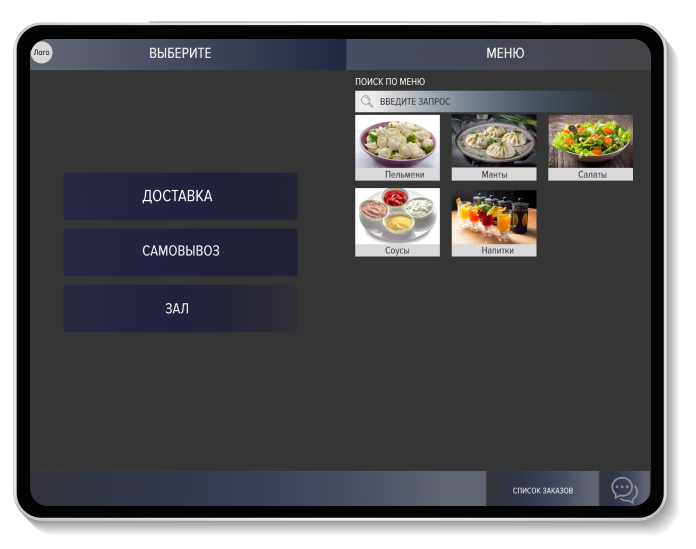 Лого
ВЫБЕРИТЕ
МЕНЮ
ПОИСК ПО МЕНЮ
ВВЕДИТЕ ЗАПРОС
Пельмени
Манты
Салаты
Соусы
Напитки
ДОСТАВКА
САМОВЫВОЗ
ЗАЛ
СПИСОК ЗАКАЗОВ